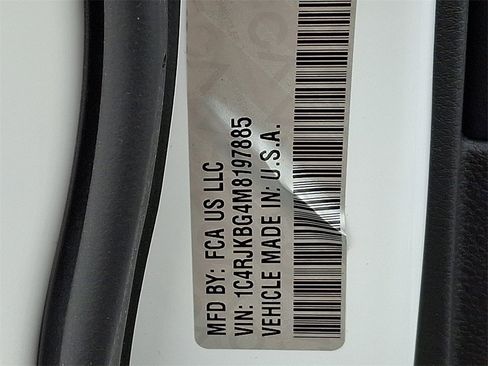 MFD BY: FCA US LLC
VIN: 1C4RJKBG4M8197885
VEHICLE MADE IN: U.S.A.